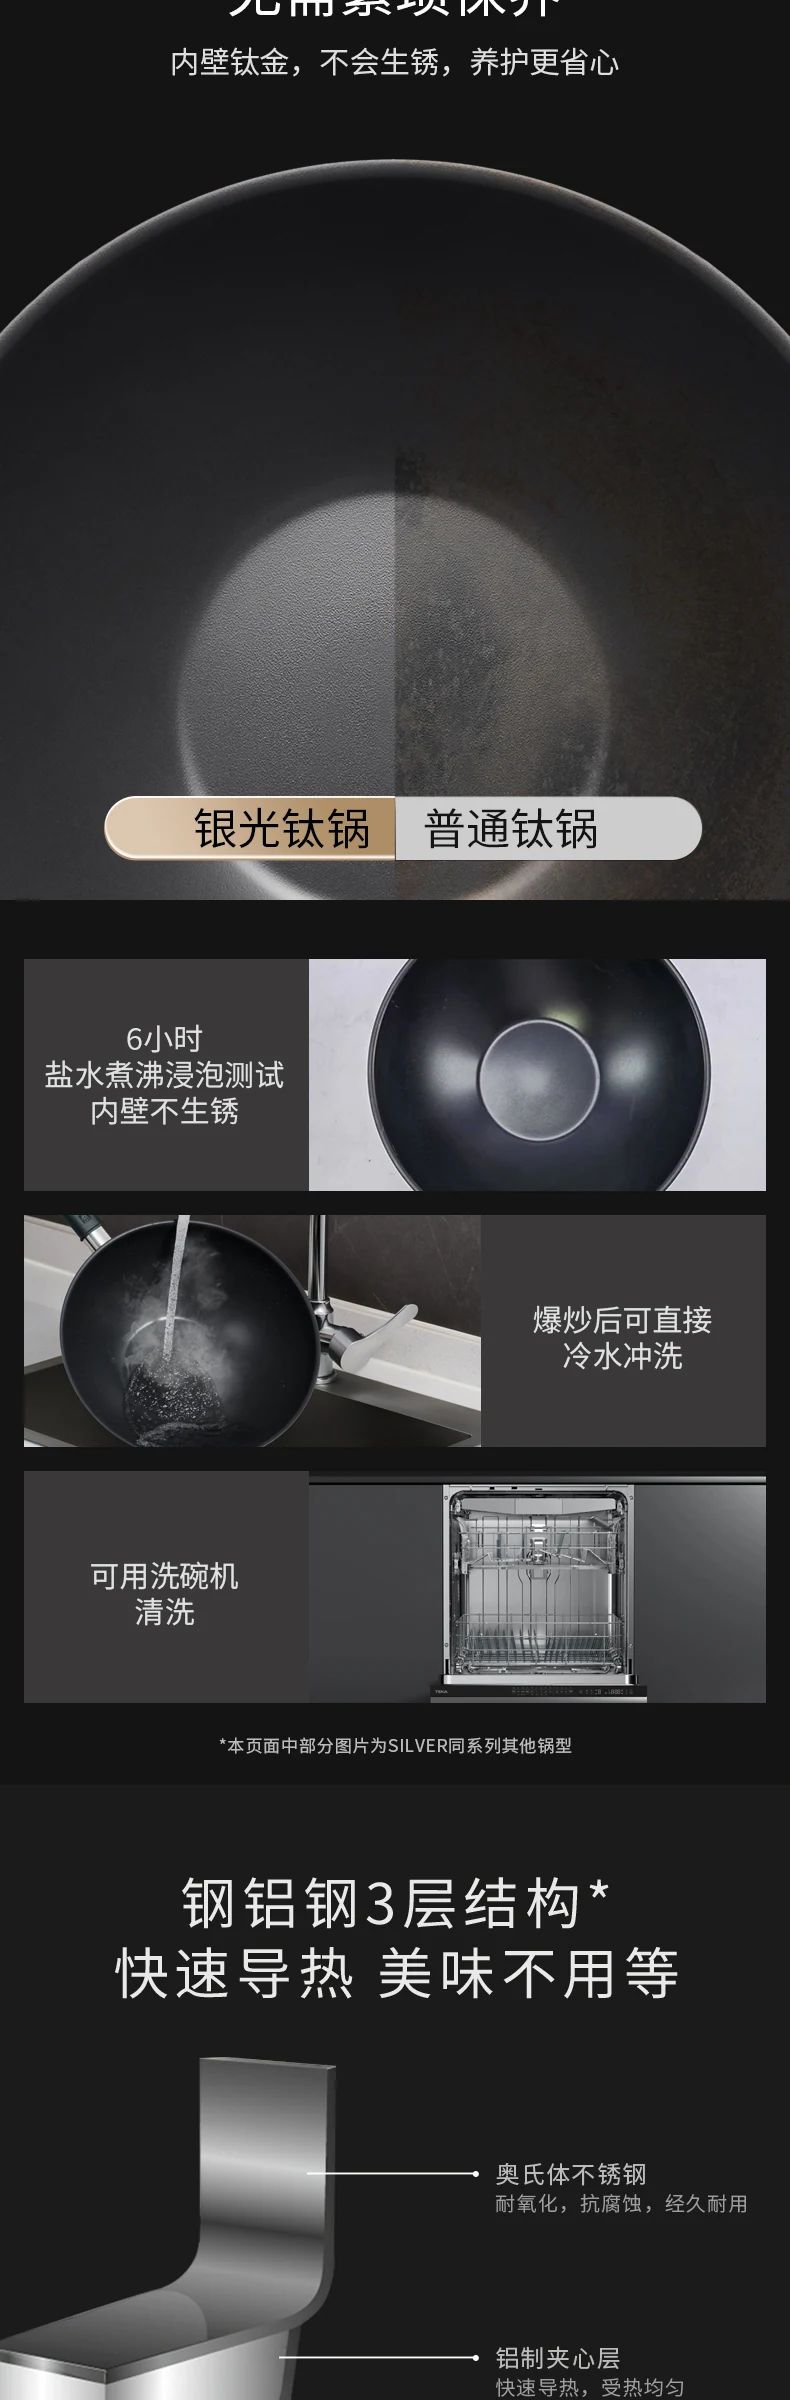 无需繁琐保养
内壁钛金，不会生锈，养护更省心
银光钛锅
普通钛锅
6小时
盐水煮沸浸泡测试
内壁不生锈
爆炒后可直接
冷水冲洗
可用洗碗机
清洗
*本页面中部分图片为SILVER同系列其他锅型
钢铝钢3层结构*
快速导热 美味不用等
奥氏体不锈钢
耐氧化，抗腐蚀，经久耐用
铝制夹心层
快速导热，受热均匀